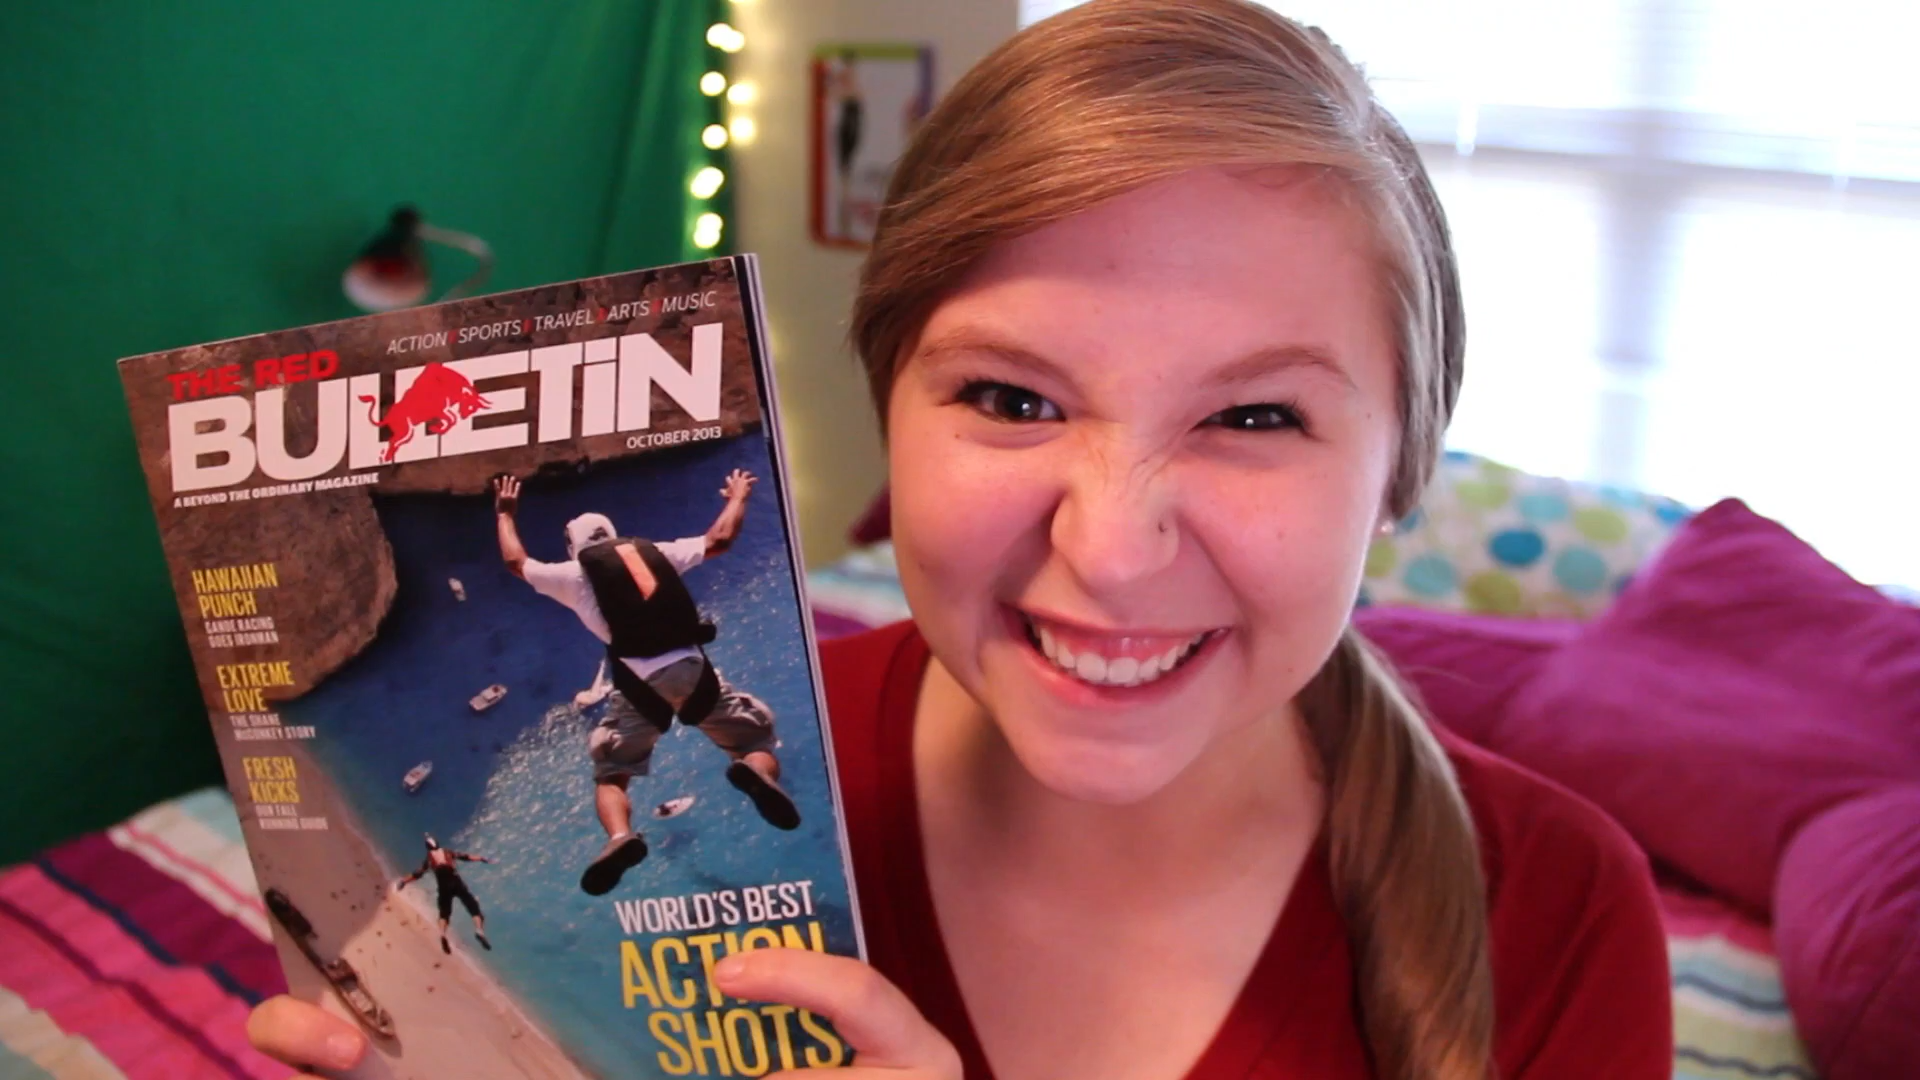 ACTION SPORTS TRAVEL ARTS MUSIC
THE RED
BULLETiN
OCTOBER 2013
A BEYOND THE ORDINARY MAGAZINE
HAWAIIAN
PUNCH
CANOE RACING
GOES IRONMAN
EXTREME
LOVE
THE SHANE
McCONKEY STORY
FRESH
KICKS
OUR FALL
RUNNING GUIDE
WORLD'S BEST
ACTION
SHOTS